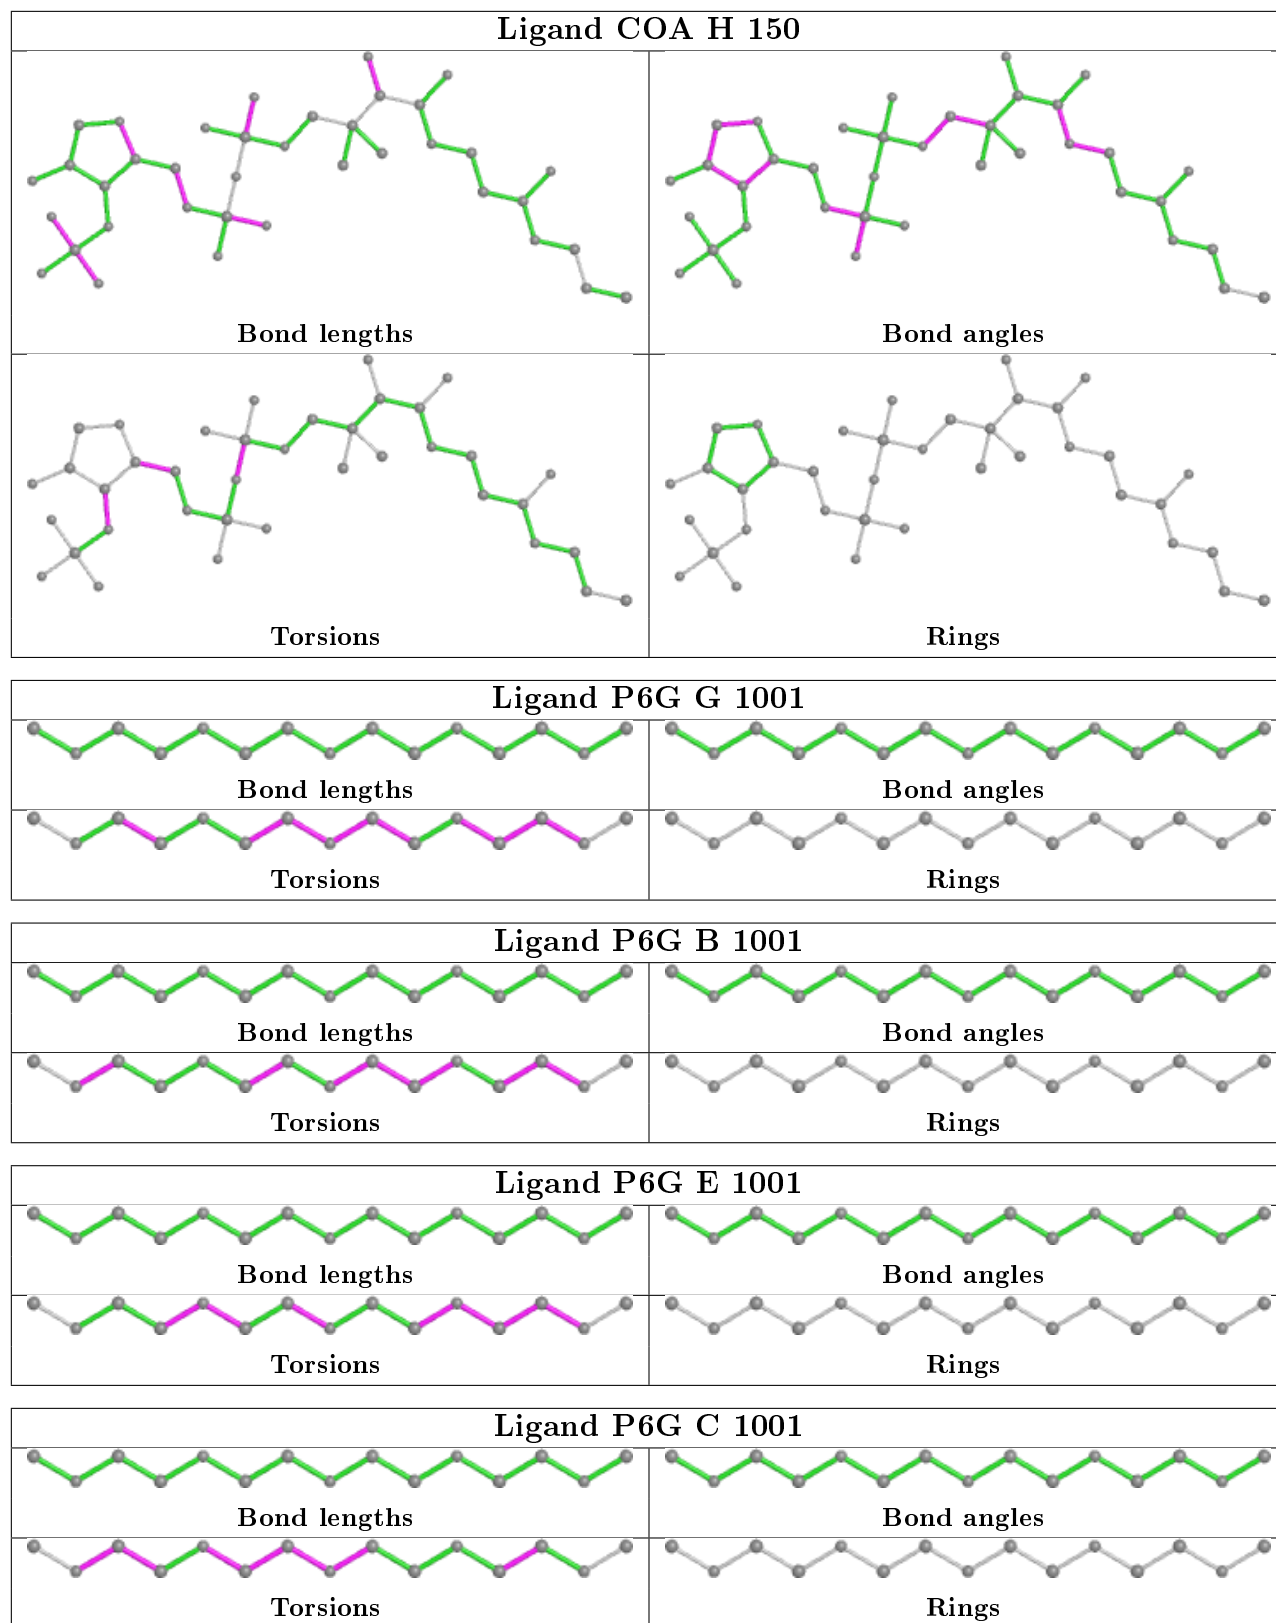 Ligand COA H 150
Bond lengths
Bond angles
Torsions
Rings
Ligand P6G G 1001
Bond lengths
Bond angles
Torsions
Rings
Ligand P6G B 1001
Bond lengths
Bond angles
Torsions
Rings
Ligand P6G E 1001
Bond lengths
Bond angles
Torsions
Rings
Ligand P6G C 1001
Bond lengths
Bond angles
Torsions
Rings